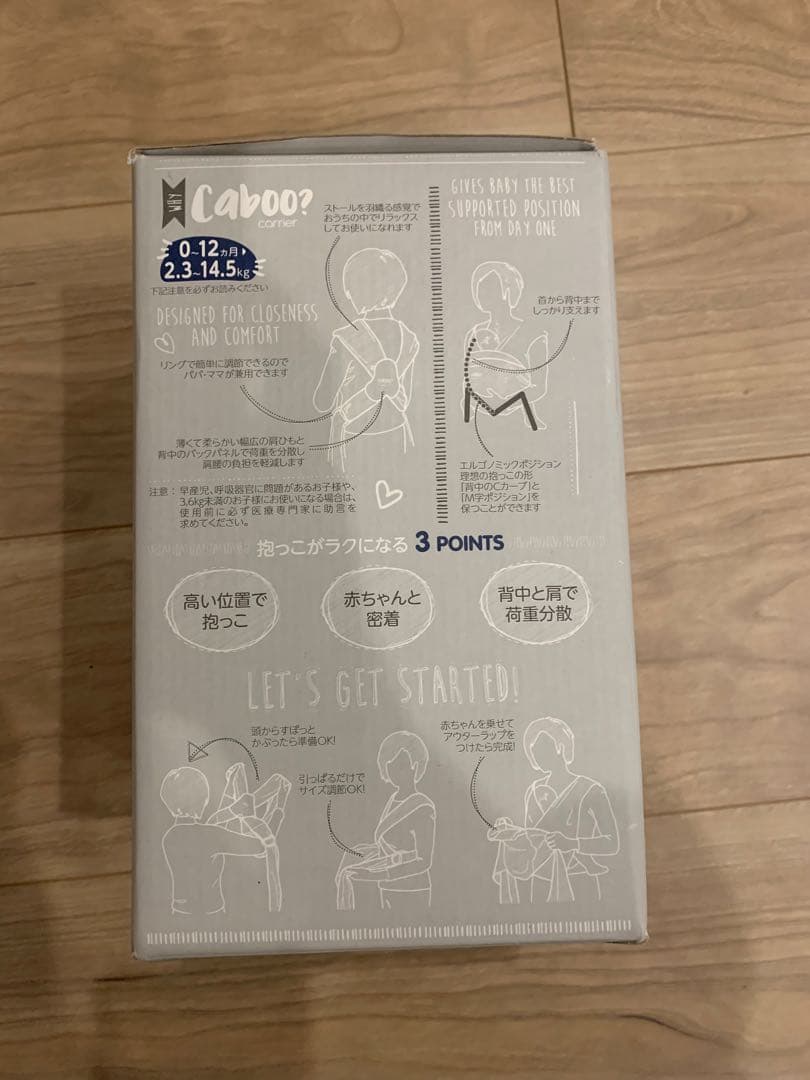 WHY
Caboo?
carrier
0~12ヵ月
2.3~14.5kg
下記注意を必ずお読みください
ストールを羽織る感覚で
おうちの中でリラックス
してお使いになれます
DESIGNED FOR CLOSENESS
AND COMFORT
リングで簡単に調節できるので
パパ・ママが兼用できます
薄くて柔らかい幅広の肩ひもと
背中のバックパネルで荷重を分散し
肩腰の負担を軽減します
注意：早産児、呼吸器官に問題があるお子様や、
3.6kg未満のお子様にお使いになる場合は、
使用前に必ず医療専門家に助言を
求めてください。
GIVES BABY THE BEST
SUPPORTED POSITION
FROM DAY ONE
首から背中まで
しっかり支えます
エルゴノミックポジション
理想の抱っこの形
「背中のCカーブ」と
「M字ポジション」を
保つことができます
抱っこがラクになる 3 POINTS
高い位置で
抱っこ
赤ちゃんと
密着
背中と肩で
荷重分散
LET'S GET STARTED!
頭からすぽっと
かぶったら準備OK!
引っぱるだけで
サイズ調節OK!
赤ちゃんを乗せて
アウターラップを
つけたら完成!